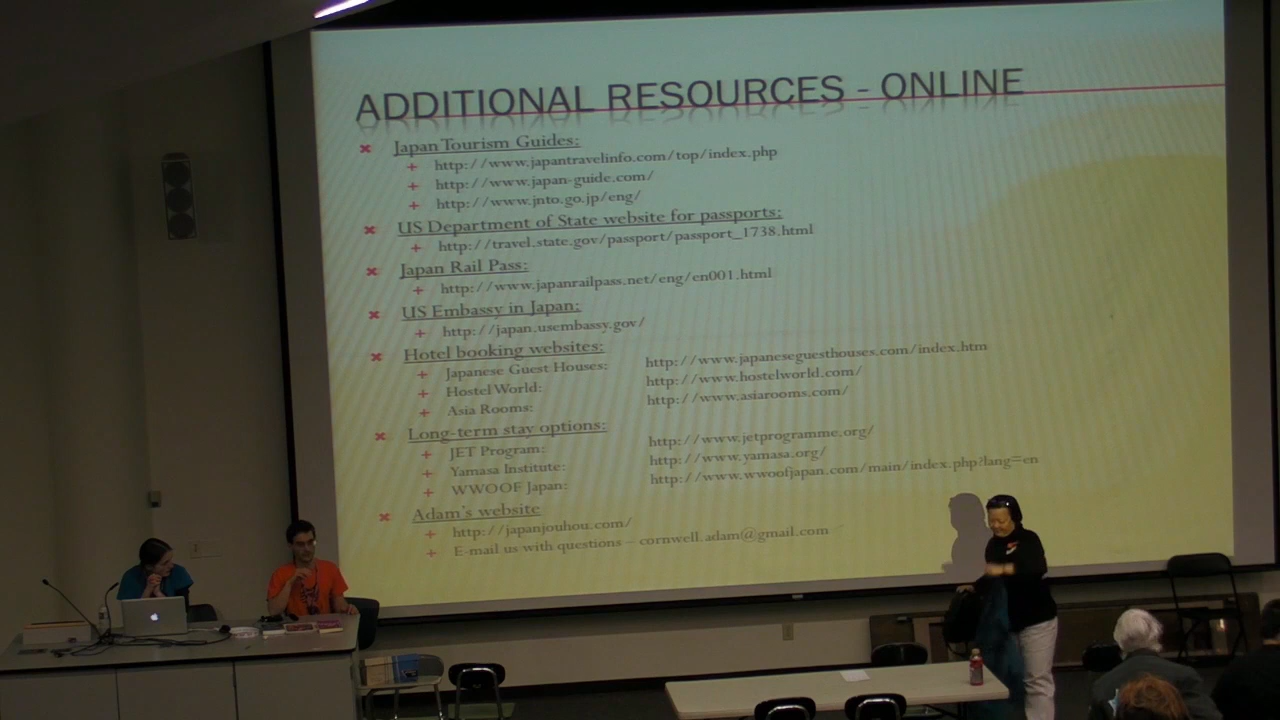 ADDITIONAL RESOURCES - ONLINE
Japan Tourism Guides:
http://www.japantravelinfo.com/top/index.php
http://www.japan-guide.com/
http://www.jnto.go.jp/eng/
US Department of State website for passports:
http://travel.state.gov/passport/passport_1738.html
Japan Rail Pass:
http://www.japanrailpass.net/eng/en001.html
US Embassy in Japan:
http://japan.usembassy.gov/
Hotel booking websites:
Japanese Guest Houses: http://www.japaneseguesthouses.com/index.htm
Hostel World: http://www.hostelworld.com/
Asia Rooms: http://www.asiarooms.com/
Long-term stay options:
JET Program: http://www.jetprogramme.org/
Yamasa Institute: http://www.yamasa.org/
WWOOF Japan: http://www.wwoofjapan.com/main/index.php?lang=en
Adam's website
http://japanjouhou.com/
E-mail us with questions – cornwell.adam@gmail.com